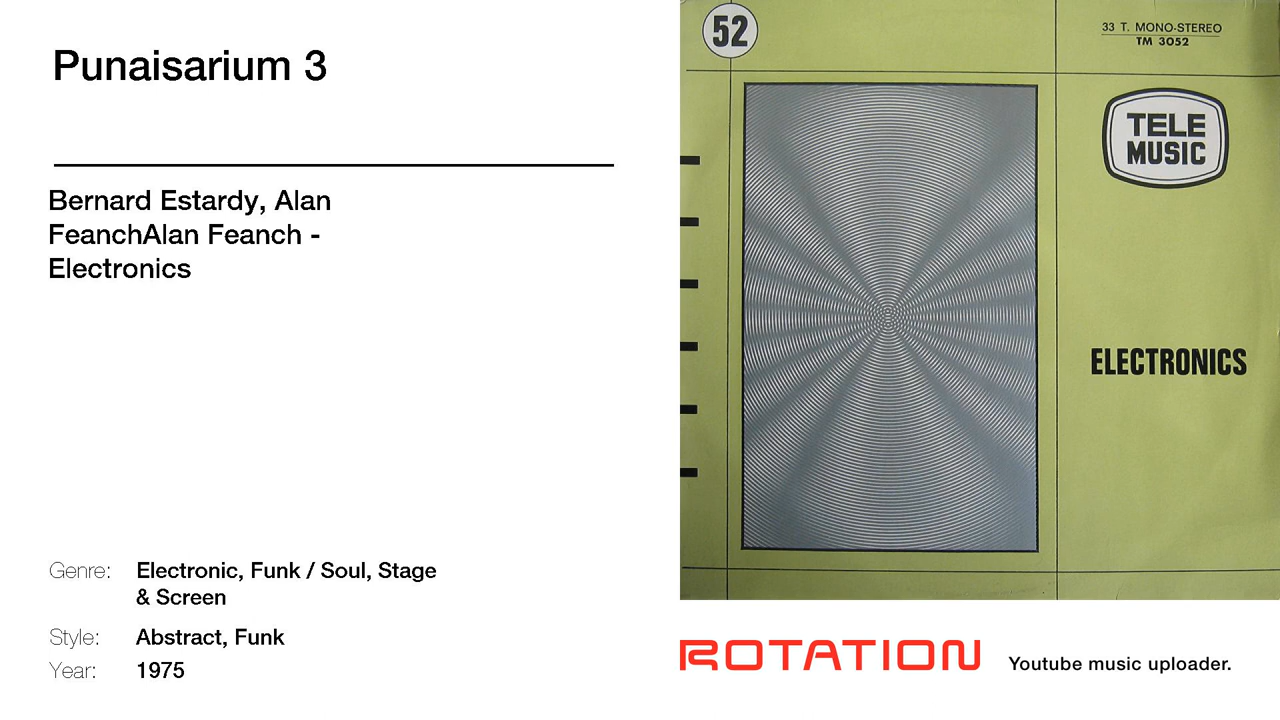 Punaisarium 3
Bernard Estardy, Alan
FeanchAlan Feanch -
Electronics
Genre: Electronic, Funk / Soul, Stage
& Screen
Style: Abstract, Funk
Year: 1975
52
33 T. MONO-STEREO
TM 3052
TELE
MUSIC
ELECTRONICS
ROTATION Youtube music uploader.